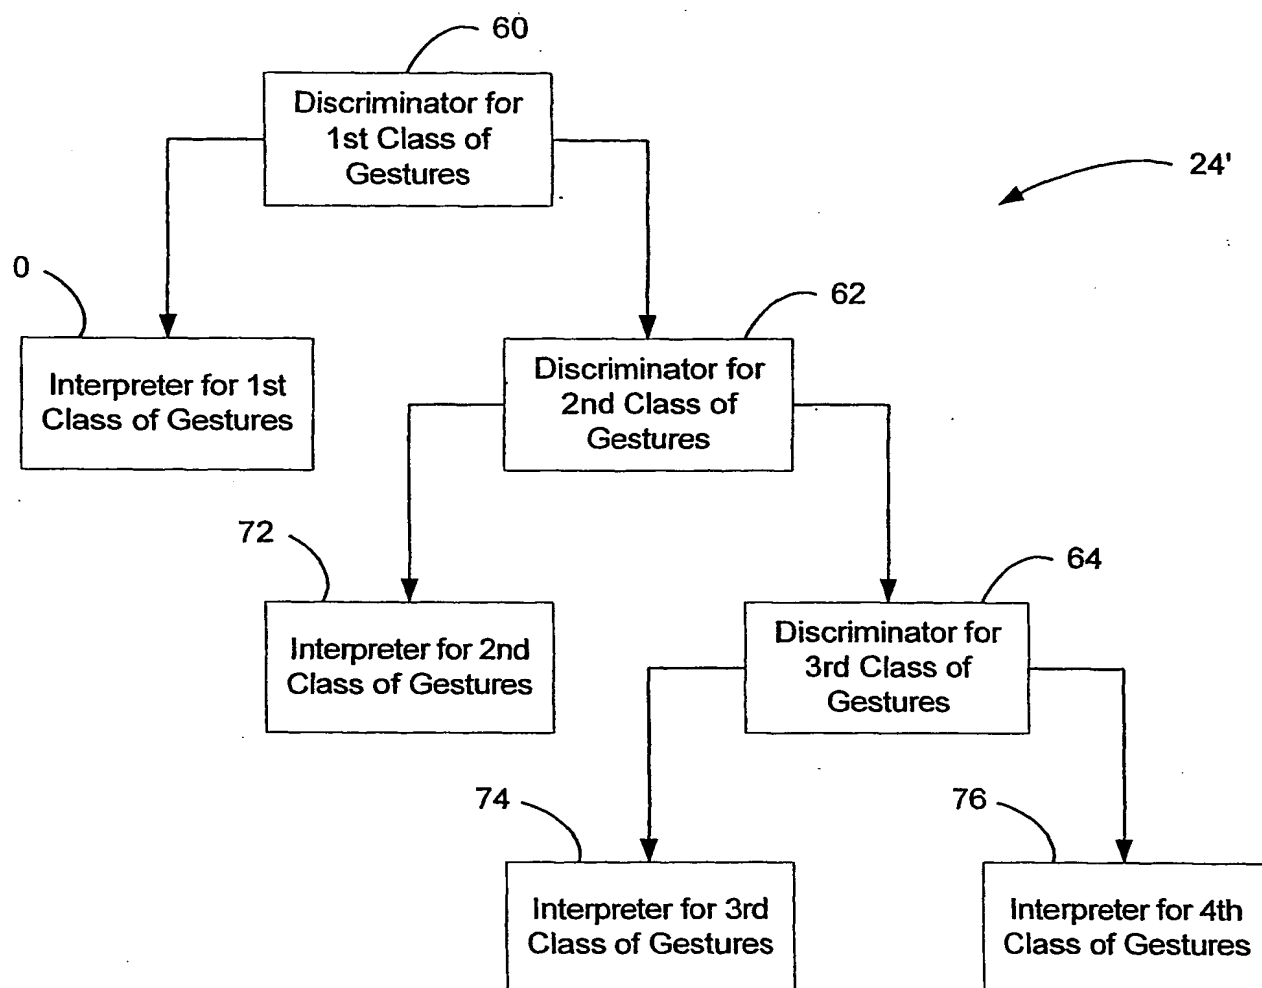 60
Discriminator for
1st Class of
Gestures
24'
0
Interpreter for 1st
Class of Gestures
62
Discriminator for
2nd Class of
Gestures
72
Interpreter for 2nd
Class of Gestures
64
Discriminator for
3rd Class of
Gestures
74
Interpreter for 3rd
Class of Gestures
76
Interpreter for 4th
Class of Gestures